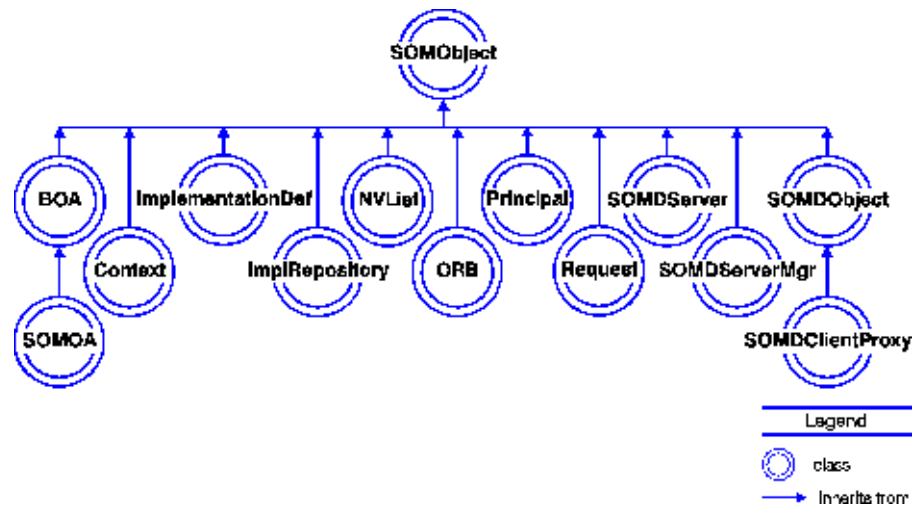 SOMObject
BOA
ImplementationDef
NVList
Principal
SOMDServer
SOMDObject
Context
ImplRepository
ORB
Request
SOMDServerMgr
SOMOA
SOMDClientProxy
Legend
class
Inherits from